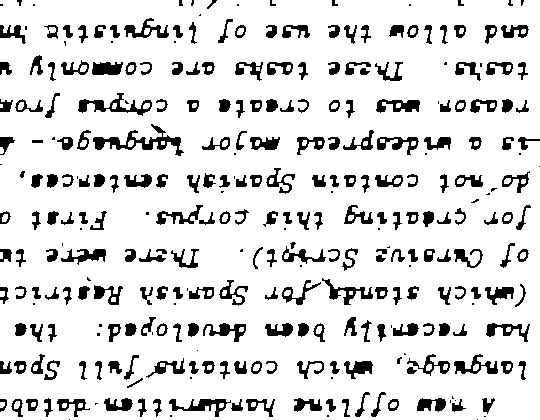 A new offline handwritten databa
language, which contains full Span
has recently been developed: the
(which stands for Spanish Restrict
of Cursive Script). There were tw
for creating this corpus. First o
do not contain Spanish sentences,
is a widespread major language. -
reason was to create a corpus from
tasks. These tasks are commonly u
and allow the use of linguistic